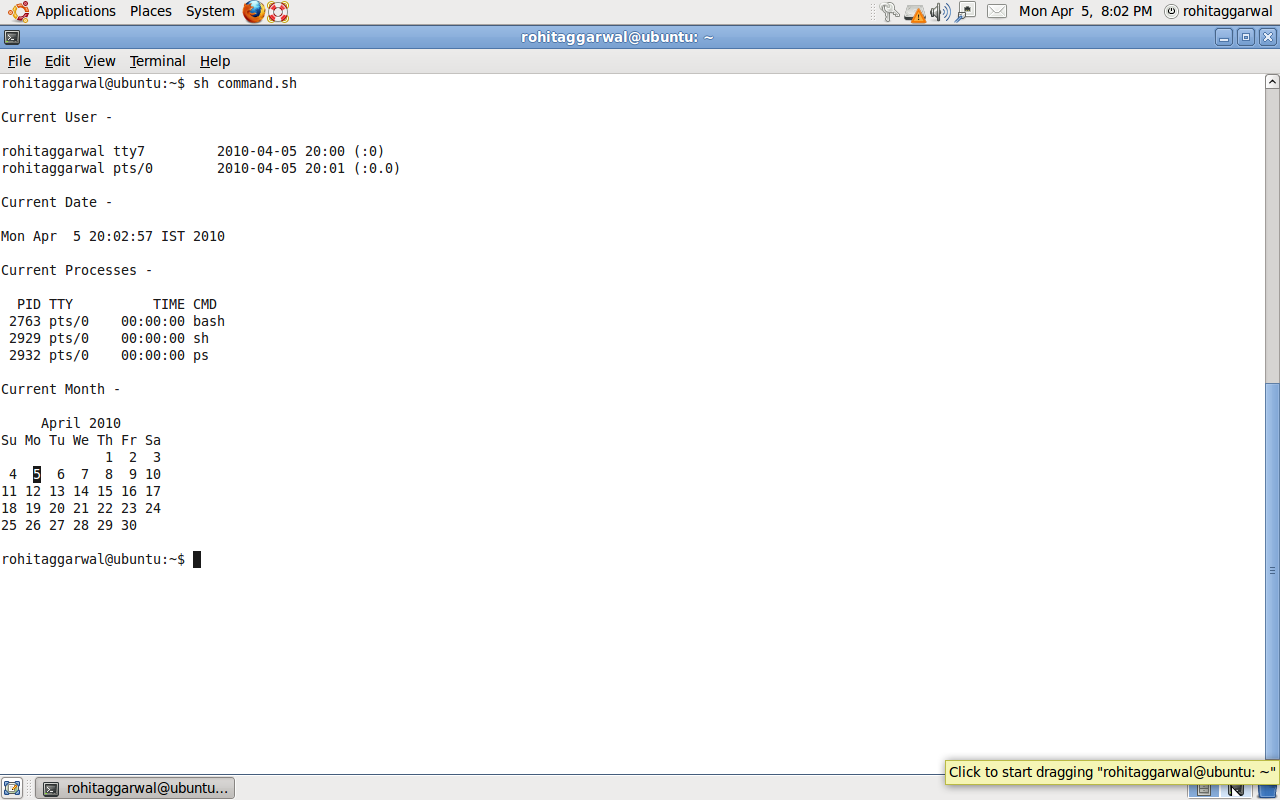 Applications Places System Mon Apr 5, 8:02 PM rohitaggarwal
rohitaggarwal@ubuntu: ~
File Edit View Terminal Help
rohitaggarwal@ubuntu:~$ sh command.sh
Current User -
rohitaggarwal tty7         2010-04-05 20:00 (:0)
rohitaggarwal pts/0        2010-04-05 20:01 (:0.0)
Current Date -
Mon Apr  5 20:02:57 IST 2010
Current Processes -
  PID TTY          TIME CMD
 2763 pts/0    00:00:00 bash
 2929 pts/0    00:00:00 sh
 2932 pts/0    00:00:00 ps
Current Month -
     April 2010
Su Mo Tu We Th Fr Sa
             1  2  3
 4  5  6  7  8  9 10
11 12 13 14 15 16 17
18 19 20 21 22 23 24
25 26 27 28 29 30
rohitaggarwal@ubuntu:~$
Click to start dragging "rohitaggarwal@ubuntu: ~"
rohitaggarwal@ubuntu...